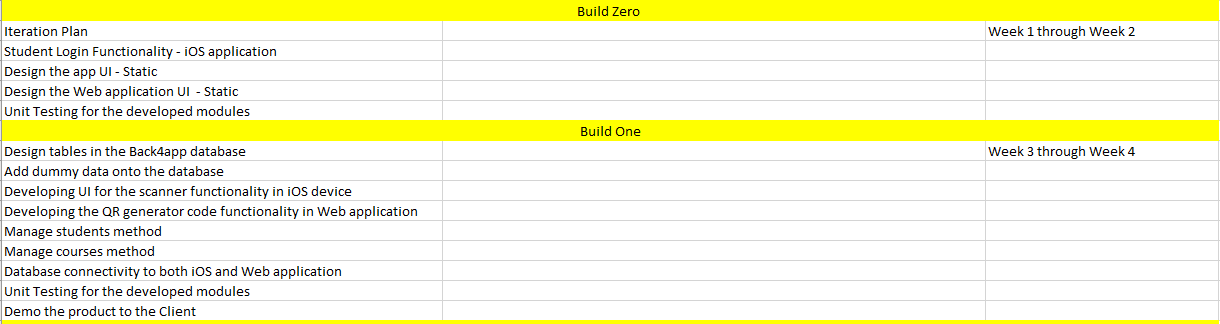 Build Zero
Iteration Plan Week 1 through Week 2
Student Login Functionality - iOS application
Design the app UI - Static
Design the Web application UI  - Static
Unit Testing for the developed modules
Build One
Design tables in the Back4app database Week 3 through Week 4
Add dummy data onto the database
Developing UI for the scanner functionality in iOS device
Developing the QR generator code functionality in Web application
Manage students method
Manage courses method
Database connectivity to both iOS and Web application
Unit Testing for the developed modules
Demo the product to the Client